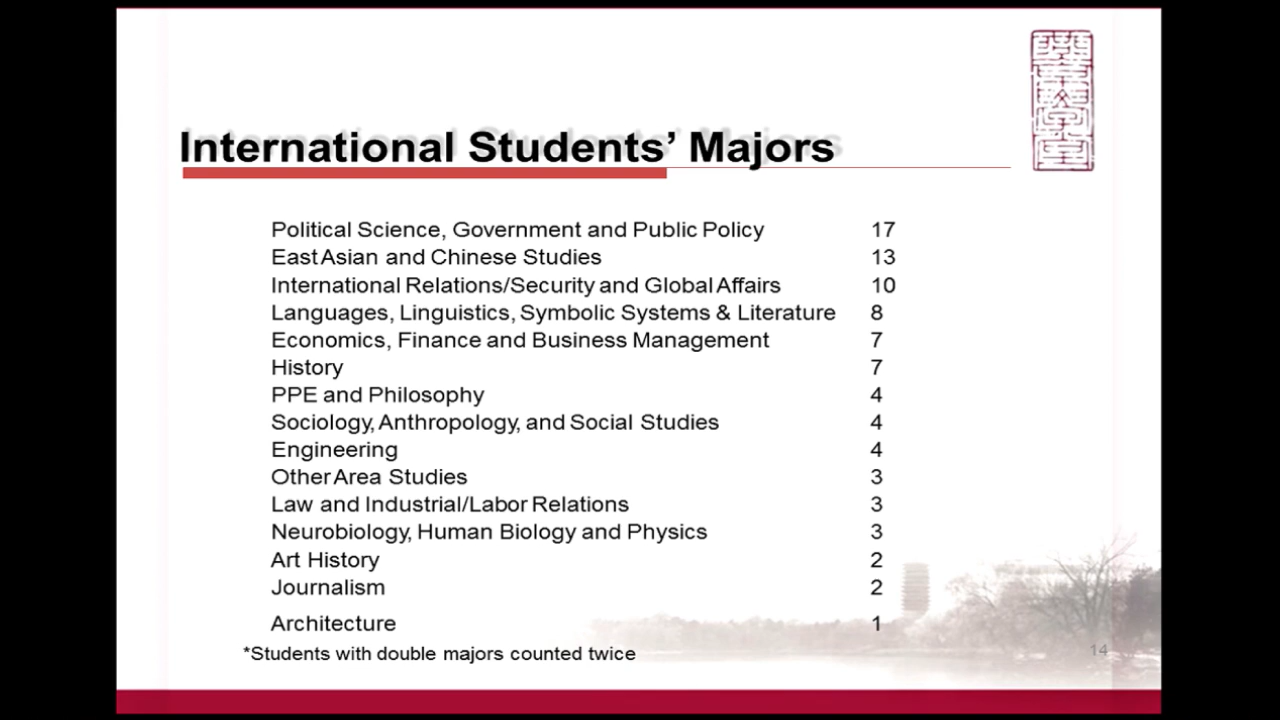 International Students’ Majors
Political Science, Government and Public Policy 17
East Asian and Chinese Studies 13
International Relations/Security and Global Affairs 10
Languages, Linguistics, Symbolic Systems & Literature 8
Economics, Finance and Business Management 7
History 7
PPE and Philosophy 4
Sociology, Anthropology, and Social Studies 4
Engineering 4
Other Area Studies 3
Law and Industrial/Labor Relations 3
Neurobiology, Human Biology and Physics 3
Art History 2
Journalism 2
Architecture 1
*Students with double majors counted twice
14